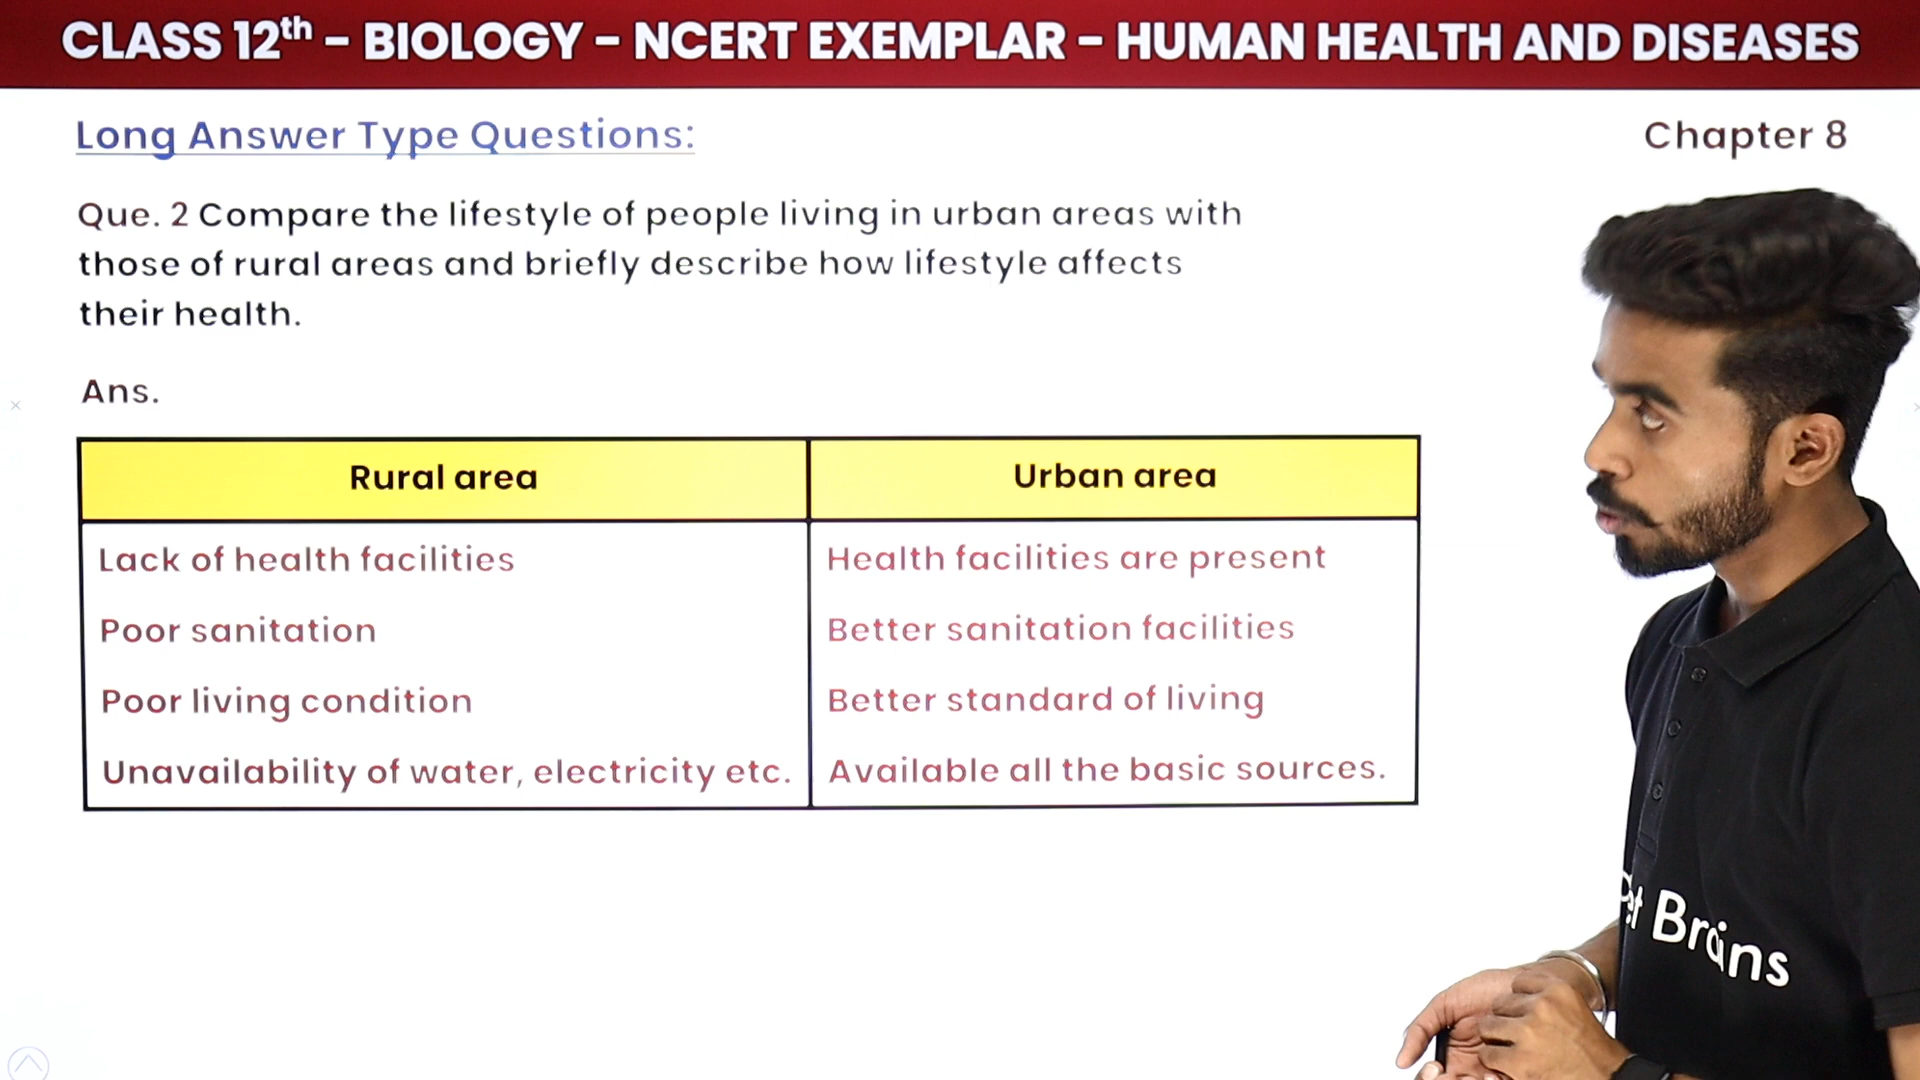 CLASS 12th - BIOLOGY - NCERT EXEMPLAR - HUMAN HEALTH AND DISEASES
Long Answer Type Questions:
Chapter 8
Que. 2 Compare the lifestyle of people living in urban areas with
those of rural areas and briefly describe how lifestyle affects
their health.
Ans.
Rural area
Urban area
Lack of health facilities
Health facilities are present
Poor sanitation
Better sanitation facilities
Poor living condition
Better standard of living
Unavailability of water, electricity etc.
Available all the basic sources.
Brains